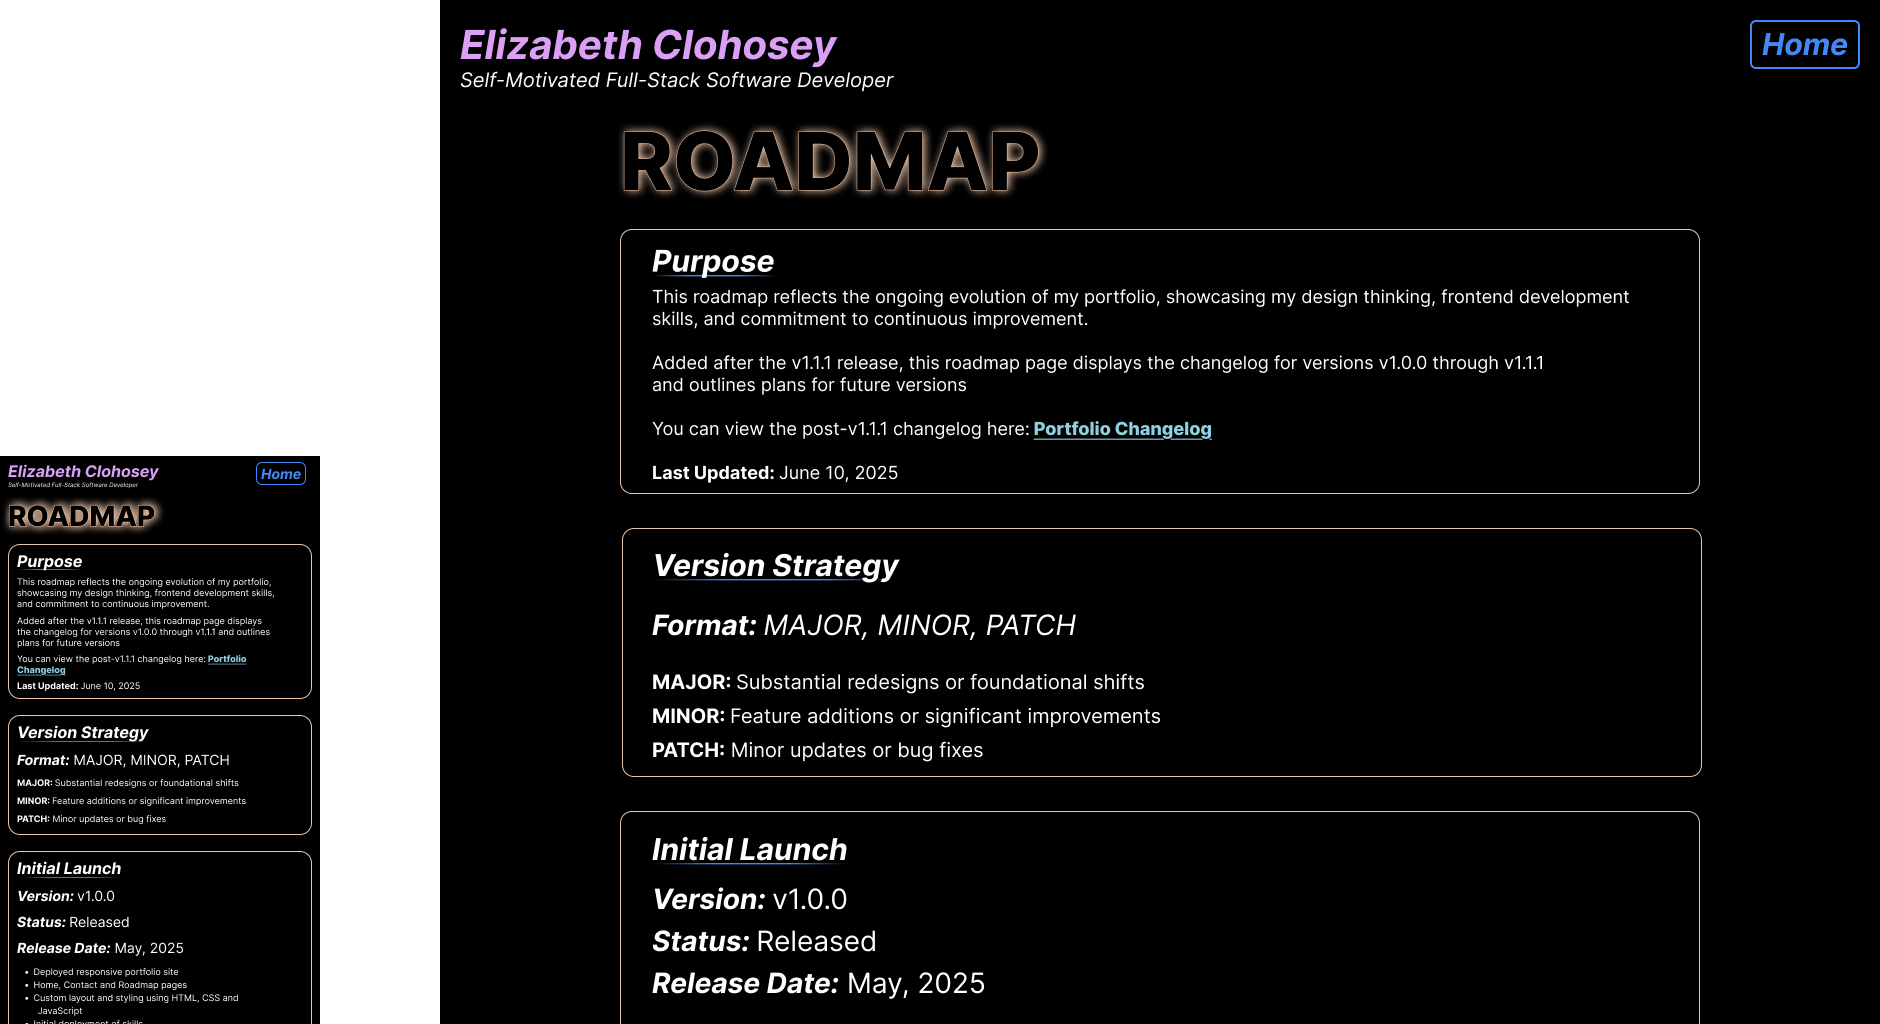 Elizabeth Clohosey
Self-Motivated Full-Stack Software Developer
Home
ROADMAP
Purpose
This roadmap reflects the ongoing evolution of my portfolio,
showcasing my design thinking, frontend development skills,
and commitment to continuous improvement.
Added after the v1.1.1 release, this roadmap page displays
the changelog for versions v1.0.0 through v1.1.1 and outlines
plans for future versions
You can view the post-v1.1.1 changelog here: Portfolio
Changelog
Last Updated: June 10, 2025
Version Strategy
Format: MAJOR, MINOR, PATCH
MAJOR: Substantial redesigns or foundational shifts
MINOR: Feature additions or significant improvements
PATCH: Minor updates or bug fixes
Initial Launch
Version: v1.0.0
Status: Released
Release Date: May, 2025
• Deployed responsive portfolio site
• Home, Contact and Roadmap pages
• Custom layout and styling using HTML, CSS and
JavaScript
• Initial deployment of skills
Elizabeth Clohosey
Self-Motivated Full-Stack Software Developer
Home
ROADMAP
Purpose
This roadmap reflects the ongoing evolution of my portfolio, showcasing my design thinking, frontend development
skills, and commitment to continuous improvement.
Added after the v1.1.1 release, this roadmap page displays the changelog for versions v1.0.0 through v1.1.1
and outlines plans for future versions
You can view the post-v1.1.1 changelog here: Portfolio Changelog
Last Updated: June 10, 2025
Version Strategy
Format: MAJOR, MINOR, PATCH
MAJOR: Substantial redesigns or foundational shifts
MINOR: Feature additions or significant improvements
PATCH: Minor updates or bug fixes
Initial Launch
Version: v1.0.0
Status: Released
Release Date: May, 2025